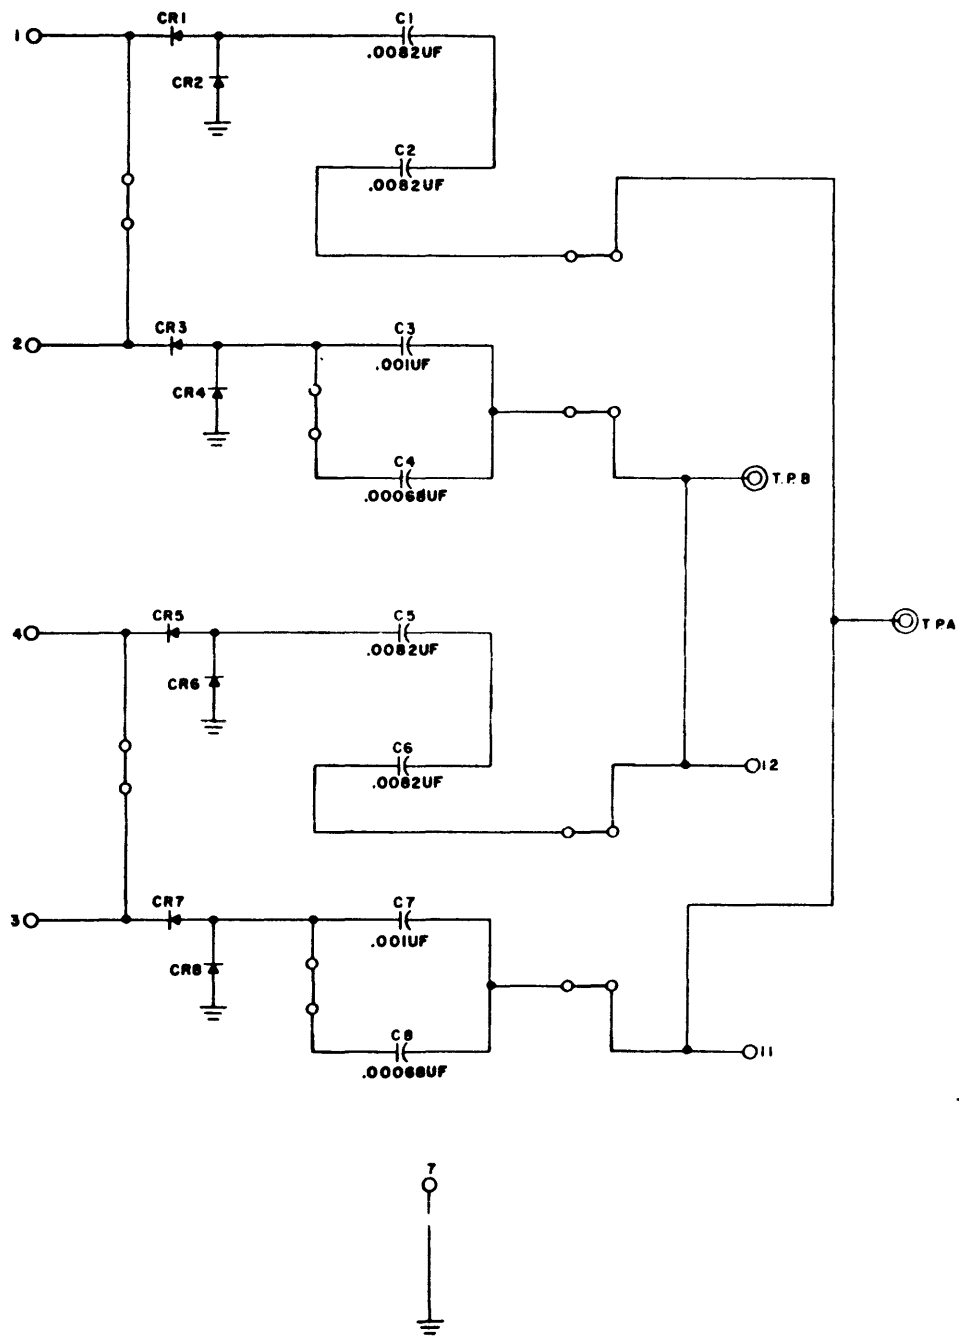 CR1
C1
1
.0082UF
CR2
C2
.0082UF
CR3
C3
2
.001UF
CR4
C4
T.P.B
.00068UF
CR5
C5
4
T.P.A
.0082UF
CR6
C6
12
.0082UF
CR7
C7
3
.001UF
CR8
C8
11
.00068UF
7